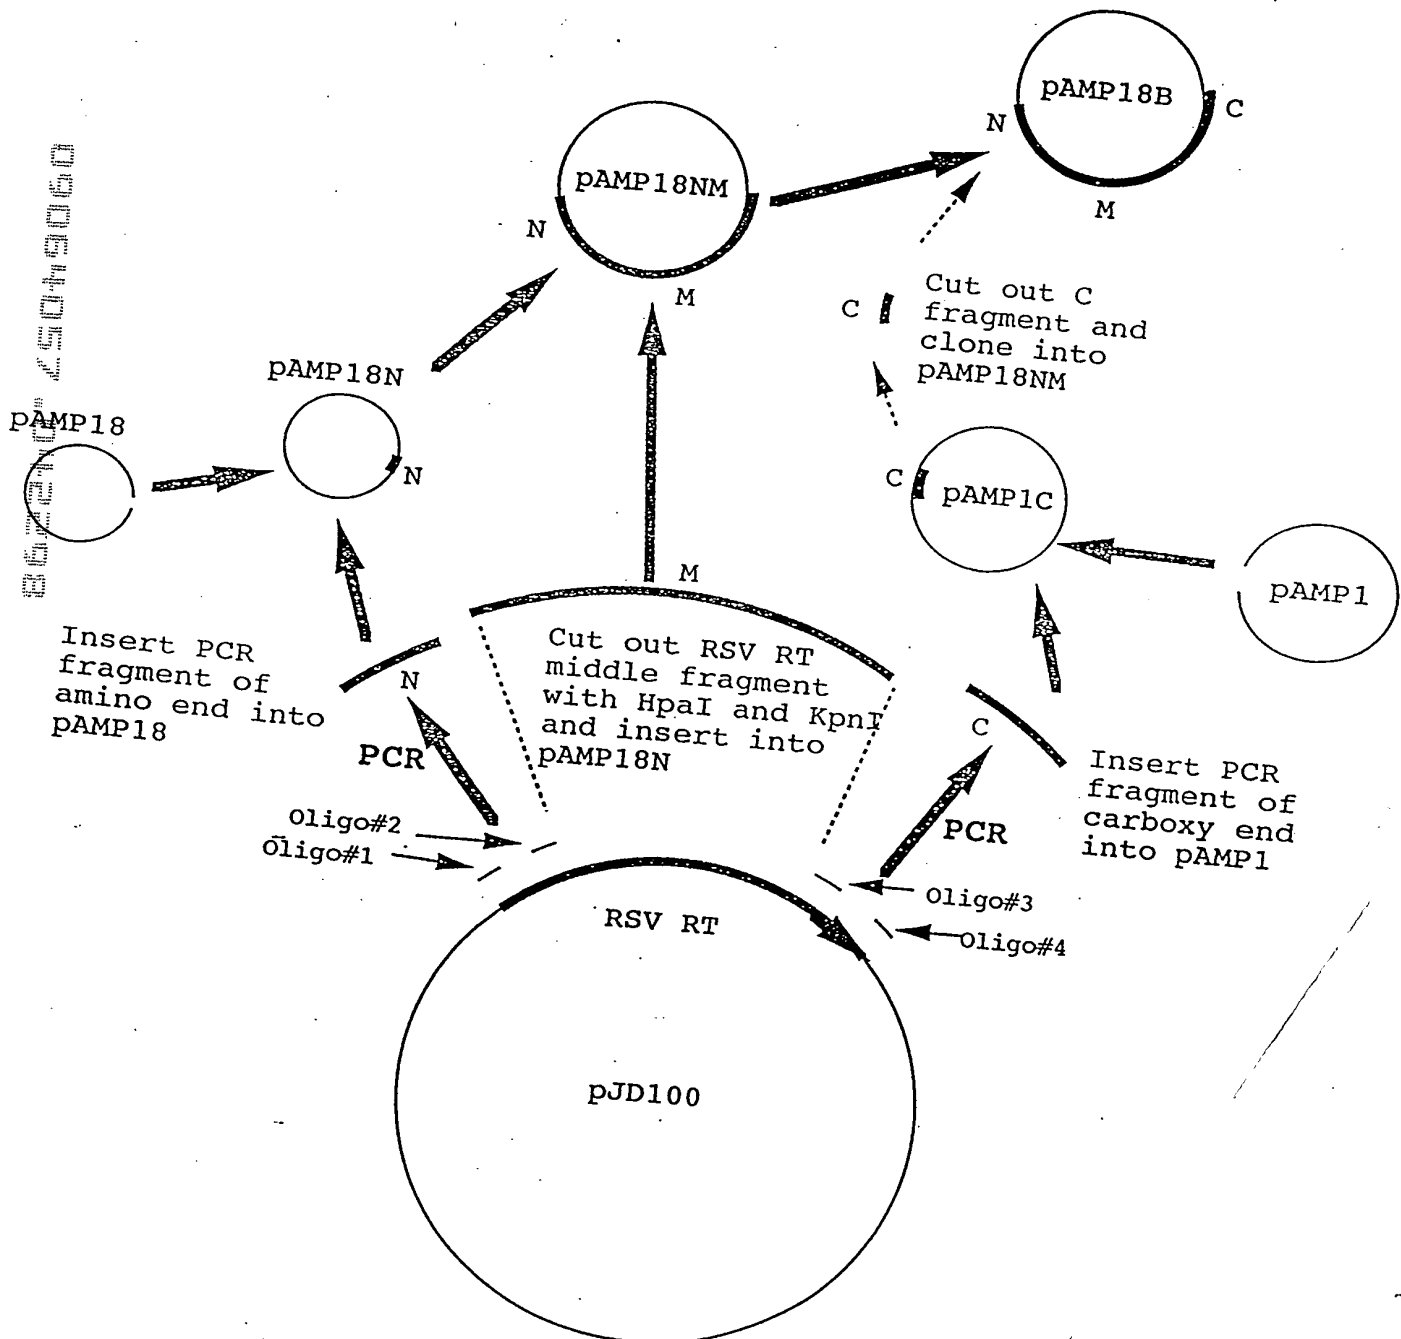 pAMP18B
N
C
M
pAMP18NM
N
M
C
Cut out C
fragment and
clone into
pAMP18NM
pAMP18N
N
pAMP18
C
pAMP1C
pAMP1
M
Insert PCR
fragment of
amino end into
pAMP18
N
Cut out RSV RT
middle fragment
with HpaI and KpnI
and insert into
pAMP18N
C
Insert PCR
fragment of
carboxy end
into pAMP1
PCR
PCR
Oligo#2
Oligo#1
Oligo#3
Oligo#4
RSV RT
pJD100
09064057 . 042298